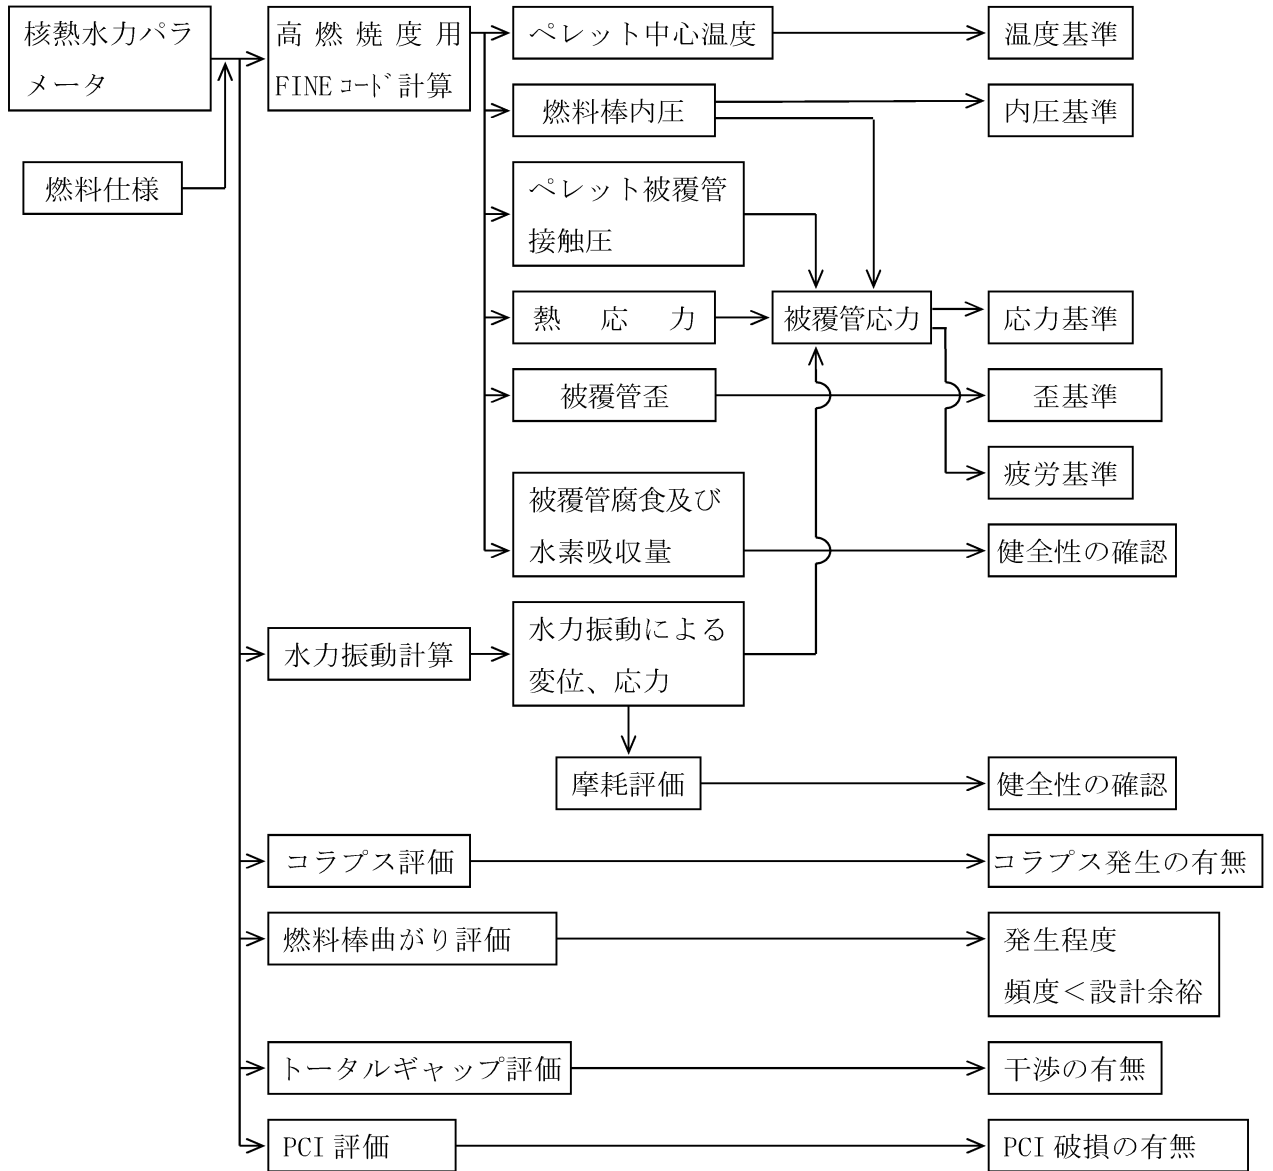 核熱水力パラ
メータ
燃料仕様
高燃焼度用
FINEコード計算
ペレット中心温度
温度基準
燃料棒内圧
内圧基準
ペレット被覆管
接触圧
熱応力
被覆管応力
応力基準
被覆管歪
歪基準
疲労基準
被覆管腐食及び
水素吸収量
健全性の確認
水力振動計算
水力振動による
変位、応力
摩耗評価
健全性の確認
コラプス評価
コラプス発生の有無
燃料棒曲がり評価
発生程度
頻度＜設計余裕
トータルギャップ評価
干渉の有無
PCI評価
PCI破損の有無